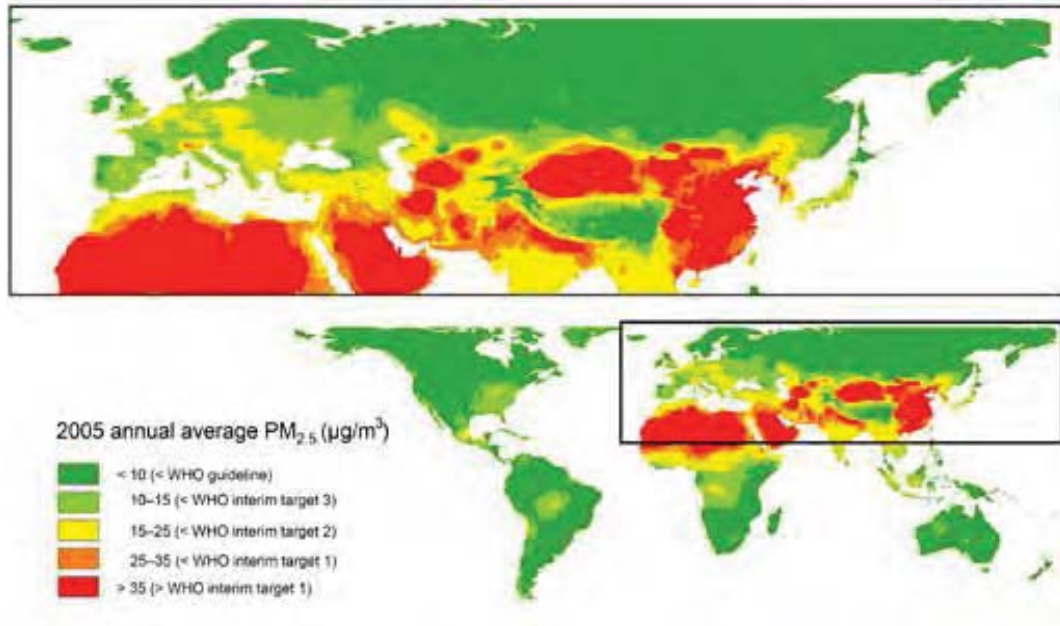 2005 annual average PM2.5 (µg/m³)
< 10 (< WHO guideline)
10–15 (< WHO interim target 3)
15–25 (< WHO interim target 2)
25–35 (< WHO interim target 1)
> 35 (> WHO interim target 1)